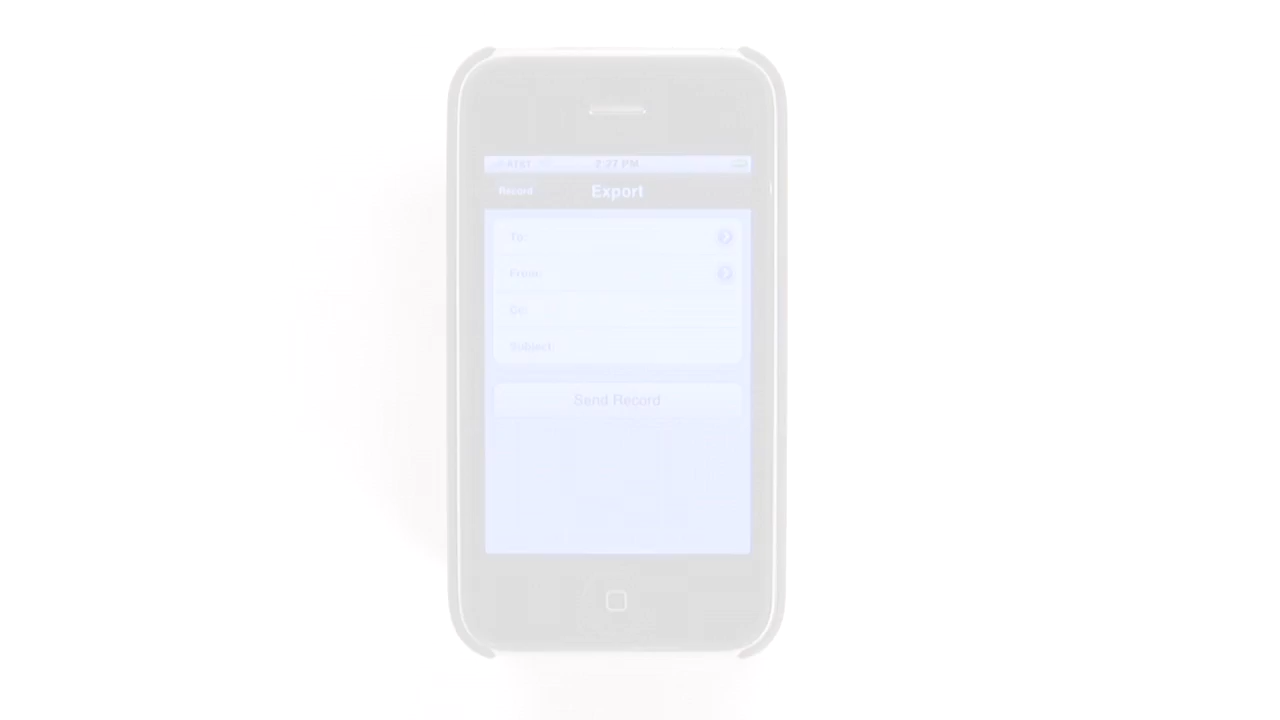 AT&T 2:27 PM
Record Export
To:
From:
Cc:
Subject:
Send Record